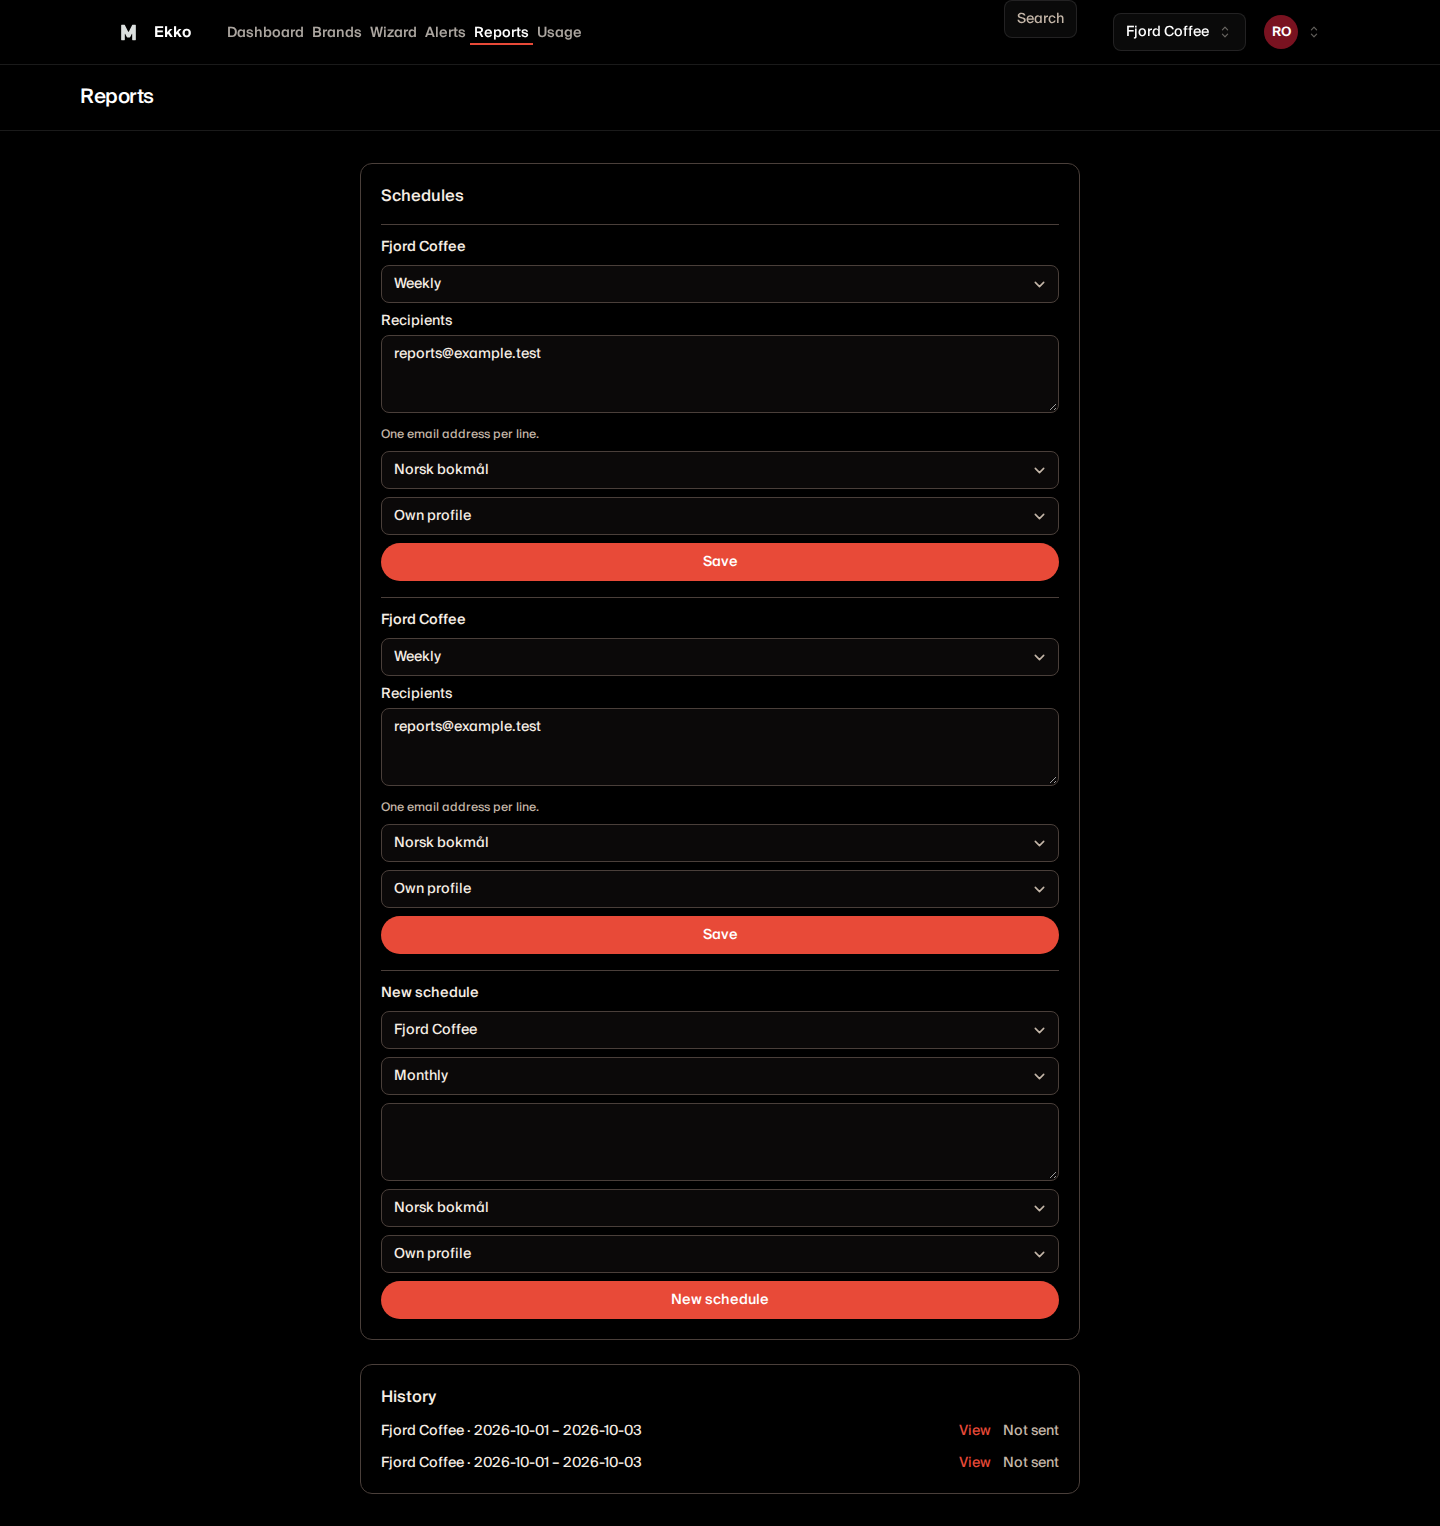 M Ekko Dashboard Brands Wizard Alerts Reports Usage Search Fjord Coffee RO
Reports
Schedules
Fjord Coffee
Weekly
Recipients
reports@example.test
One email address per line.
Norsk bokmål
Own profile
Save
Fjord Coffee
Weekly
Recipients
reports@example.test
One email address per line.
Norsk bokmål
Own profile
Save
New schedule
Fjord Coffee
Monthly
Norsk bokmål
Own profile
New schedule
History
Fjord Coffee · 2026-10-01 – 2026-10-03 View Not sent
Fjord Coffee · 2026-10-01 – 2026-10-03 View Not sent